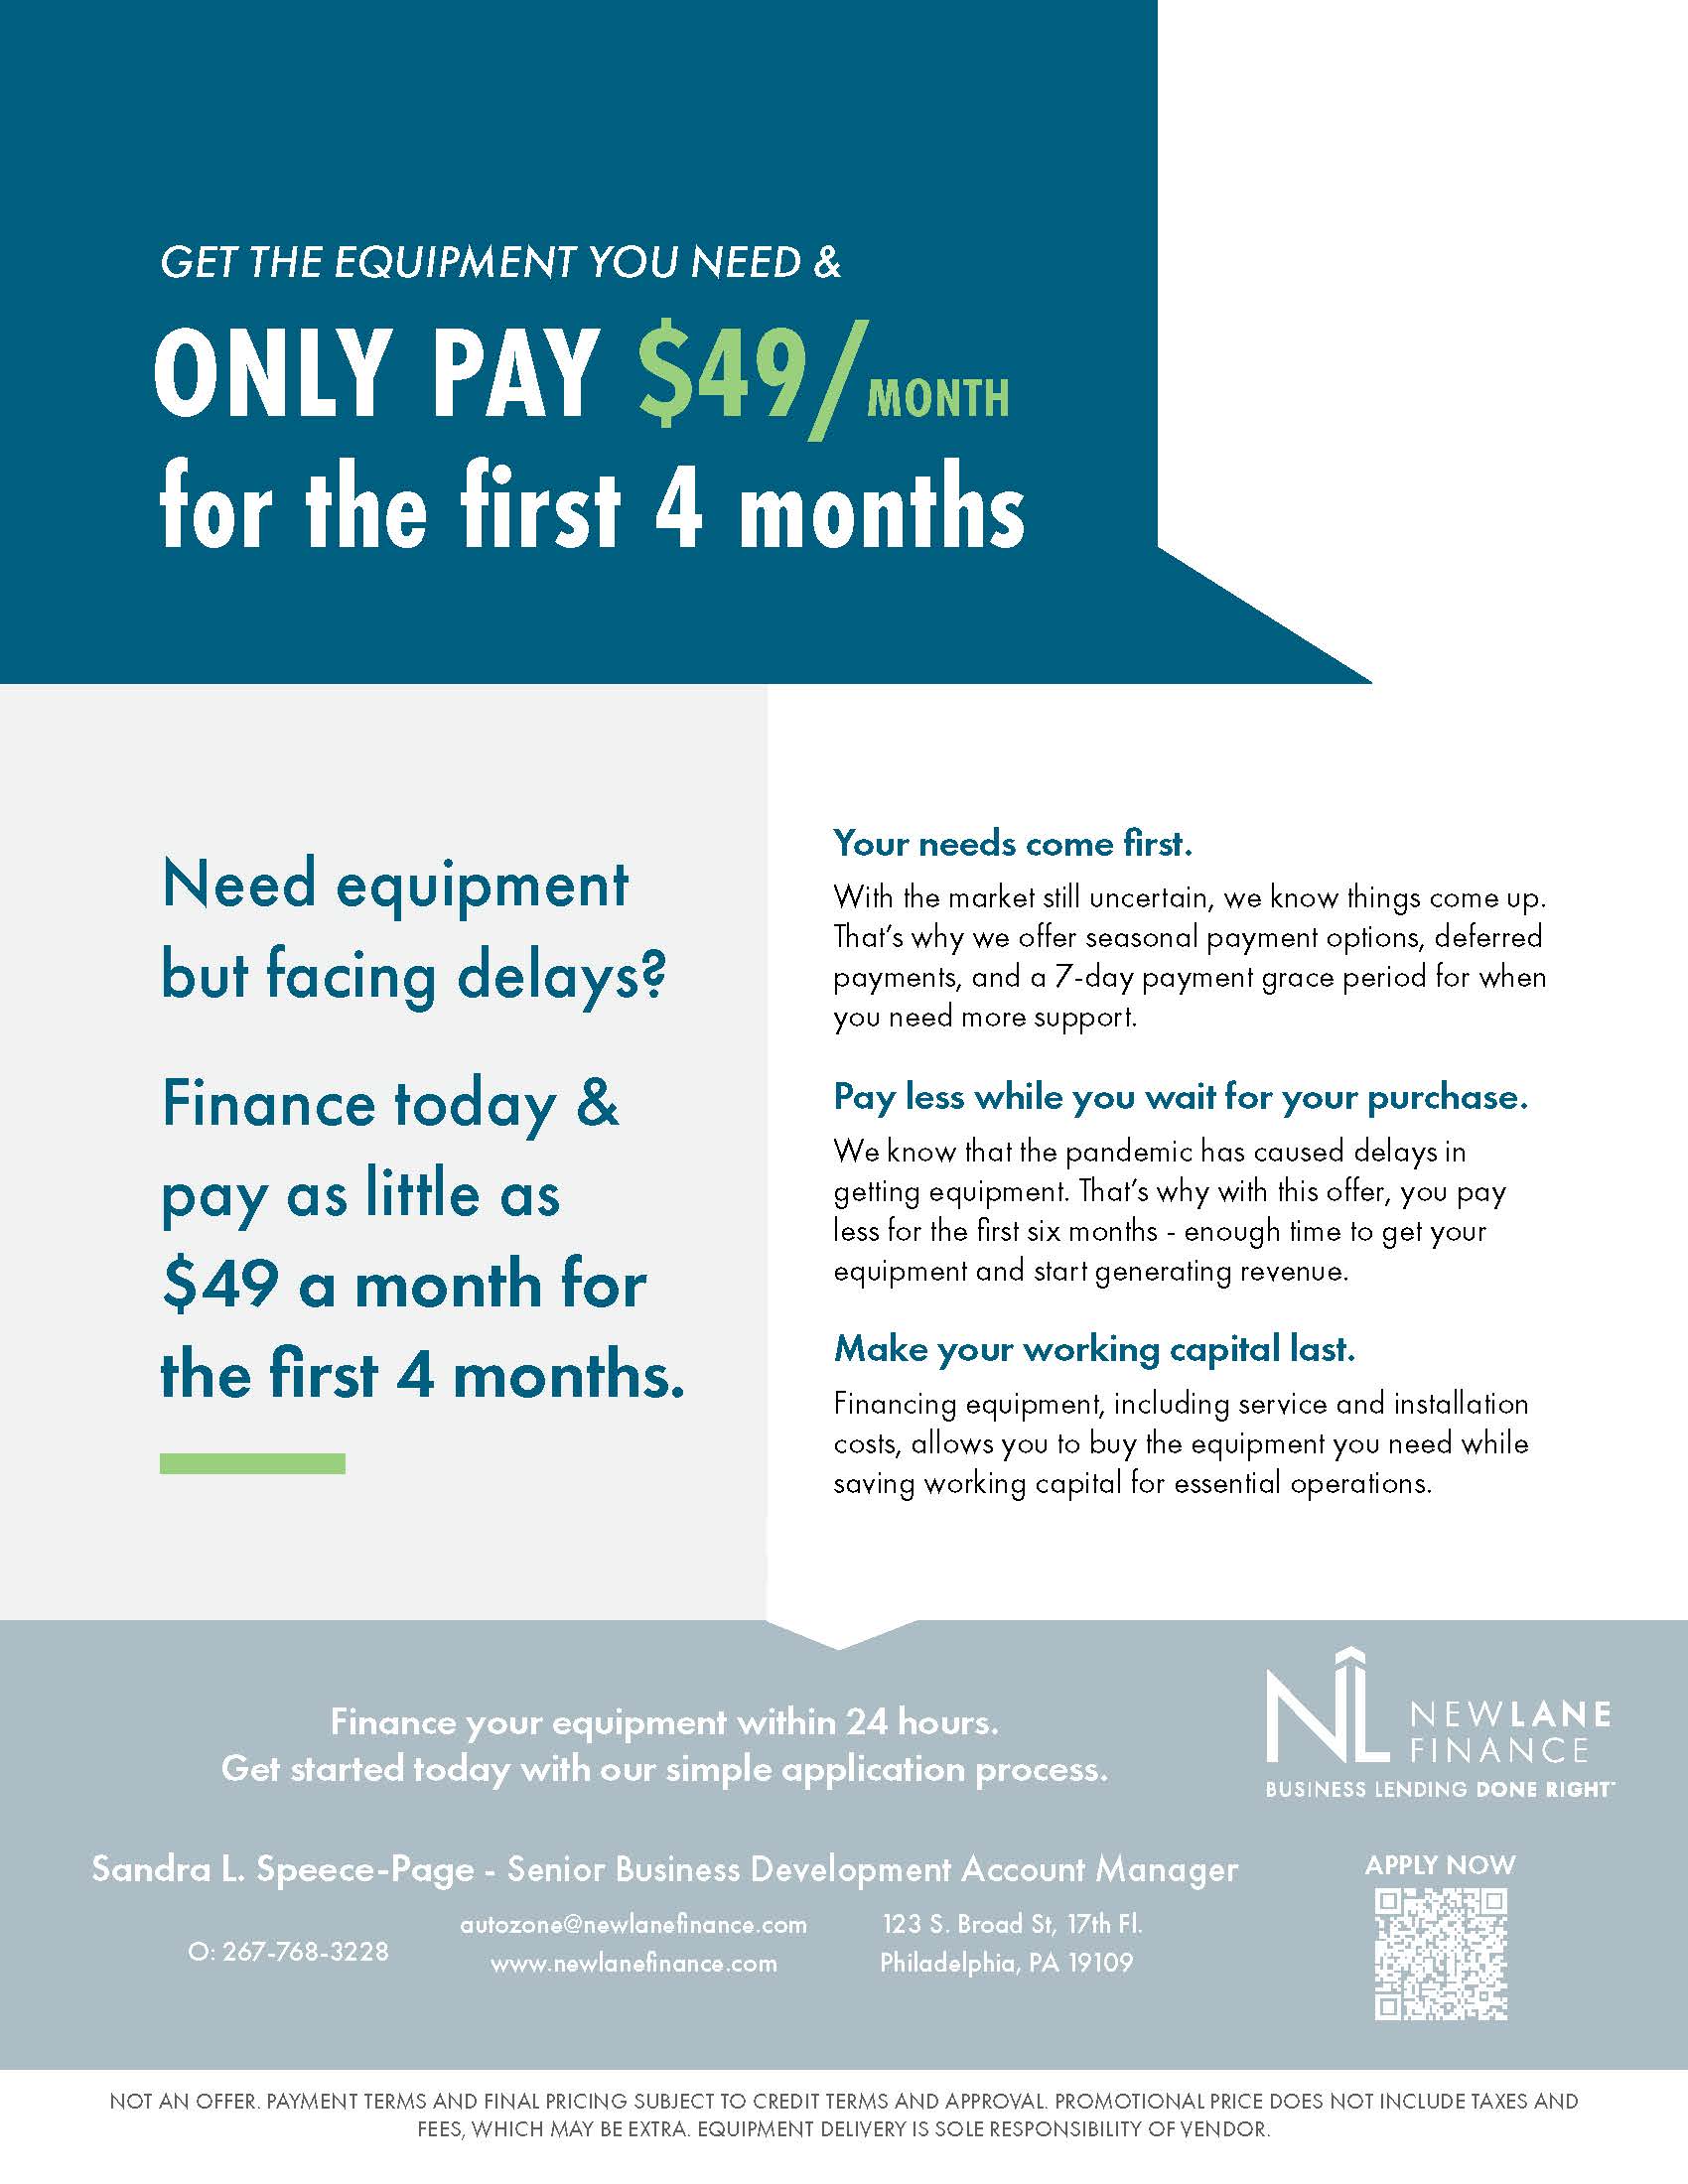 GET THE EQUIPMENT YOU NEED &
ONLY PAY $49/MONTH
for the first 4 months
Need equipment
but facing delays?
Finance today &
pay as little as
$49 a month for
the first 4 months.
Your needs come first.
With the market still uncertain, we know things come up.
That's why we offer seasonal payment options, deferred
payments, and a 7-day payment grace period for when
you need more support.
Pay less while you wait for your purchase.
We know that the pandemic has caused delays in
getting equipment. That's why with this offer, you pay
less for the first six months - enough time to get your
equipment and start generating revenue.
Make your working capital last.
Financing equipment, including service and installation
costs, allows you to buy the equipment you need while
saving working capital for essential operations.
Finance your equipment within 24 hours.
Get started today with our simple application process.
NL
NEWLANE
FINANCE
BUSINESS LENDING DONE RIGHT™
Sandra L. Speece-Page - Senior Business Development Account Manager
O: 267-768-3228
autozone@newlanefinance.com
www.newlanefinance.com
123 S. Broad St, 17th Fl.
Philadelphia, PA 19109
APPLY NOW
NOT AN OFFER. PAYMENT TERMS AND FINAL PRICING SUBJECT TO CREDIT TERMS AND APPROVAL. PROMOTIONAL PRICE DOES NOT INCLUDE TAXES AND
FEES, WHICH MAY BE EXTRA. EQUIPMENT DELIVERY IS SOLE RESPONSIBILITY OF VENDOR.